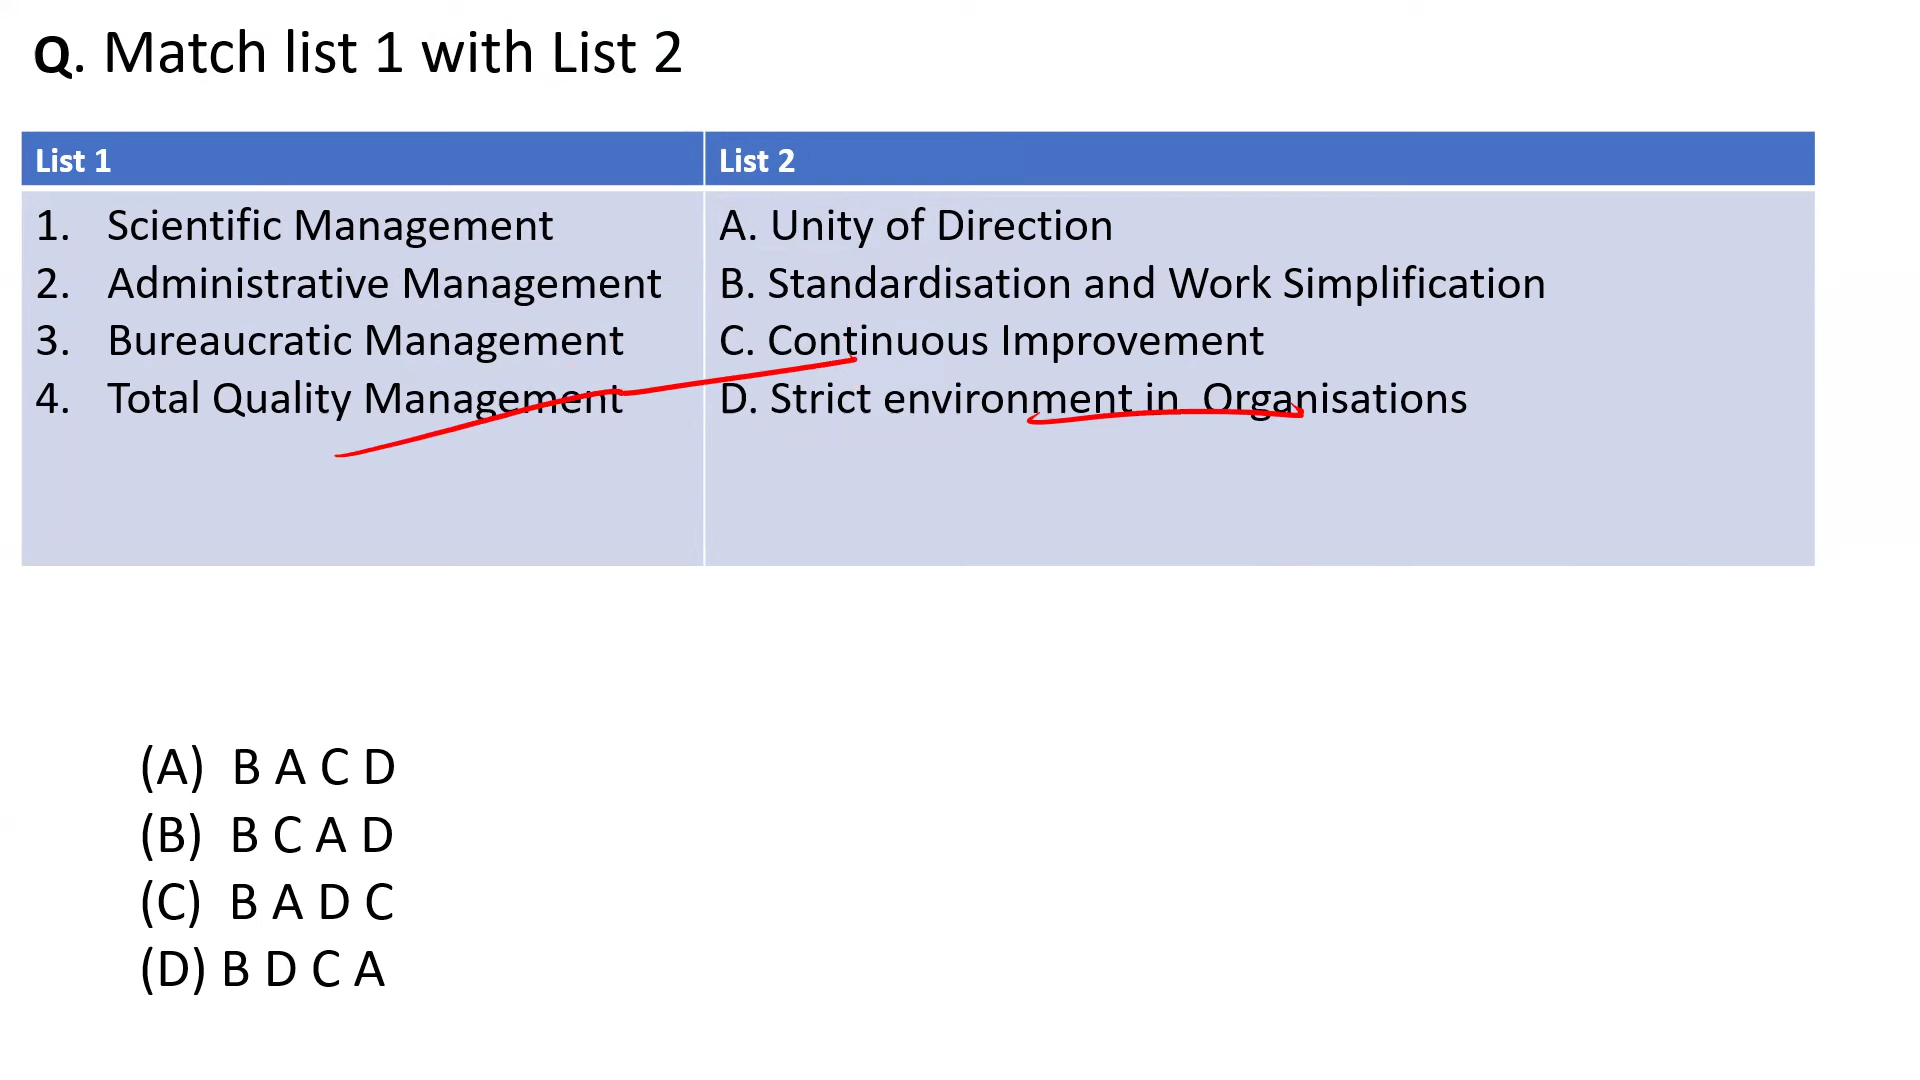 Q. Match list 1 with List 2
List 1
List 2
1. Scientific Management
A. Unity of Direction
2. Administrative Management
B. Standardisation and Work Simplification
3. Bureaucratic Management
C. Continuous Improvement
4. Total Quality Management
D. Strict environment in Organisations
(A) B A C D
(B) B C A D
(C) B A D C
(D) B D C A